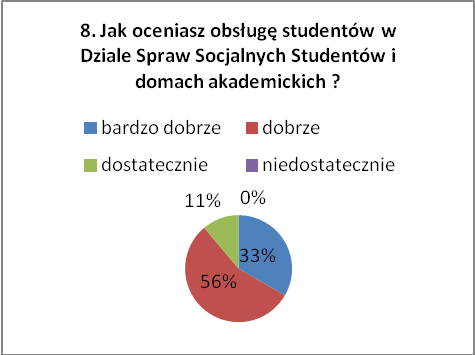 8. Jak oceniasz obsługę studentów w
Dziale Spraw Socjalnych Studentów i
domach akademickich ?
bardzo dobrze dobrze
dostatecznie niedostatecznie
11% 0%
33%
56%